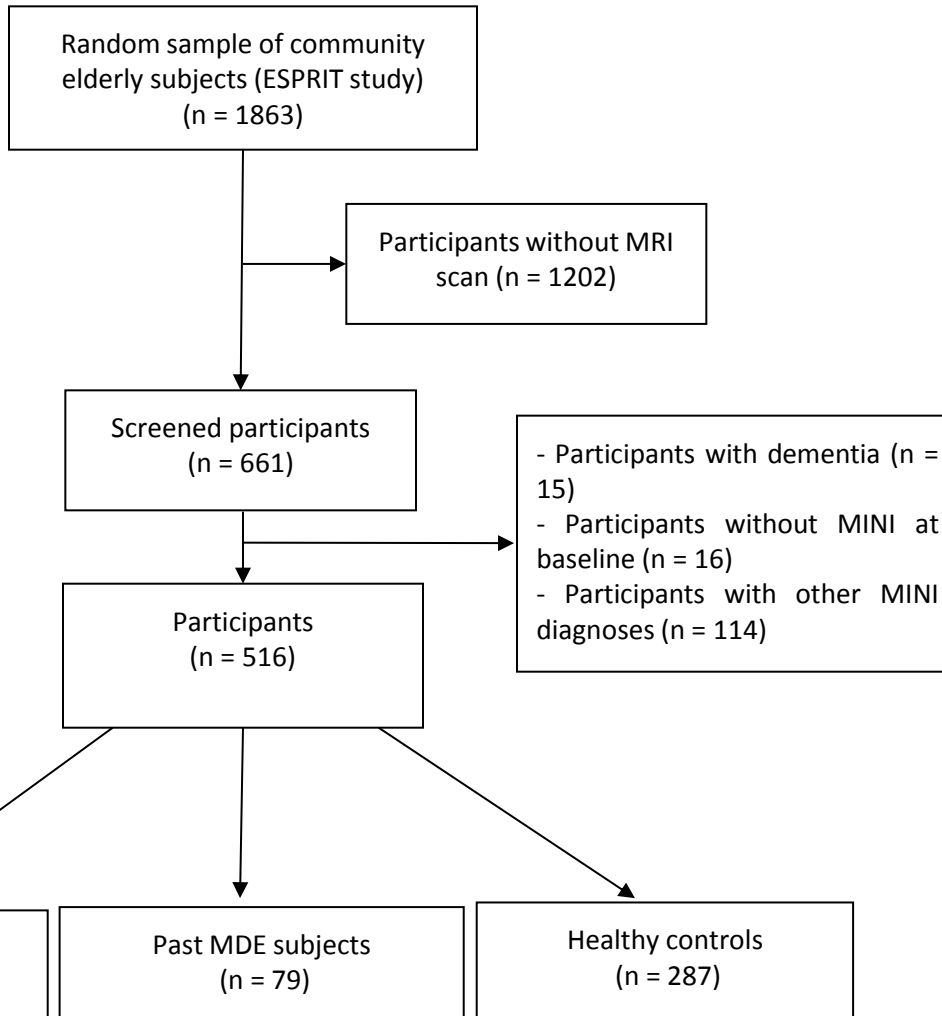 Random sample of community
elderly subjects (ESPRIT study)
(n = 1863)
Participants without MRI
scan (n = 1202)
Screened participants
(n = 661)
- Participants with dementia (n =
15)
- Participants without MINI at
baseline (n = 16)
- Participants with other MINI
diagnoses (n = 114)
Participants
(n = 516)
Past MDE subjects
(n = 79)
Healthy controls
(n = 287)